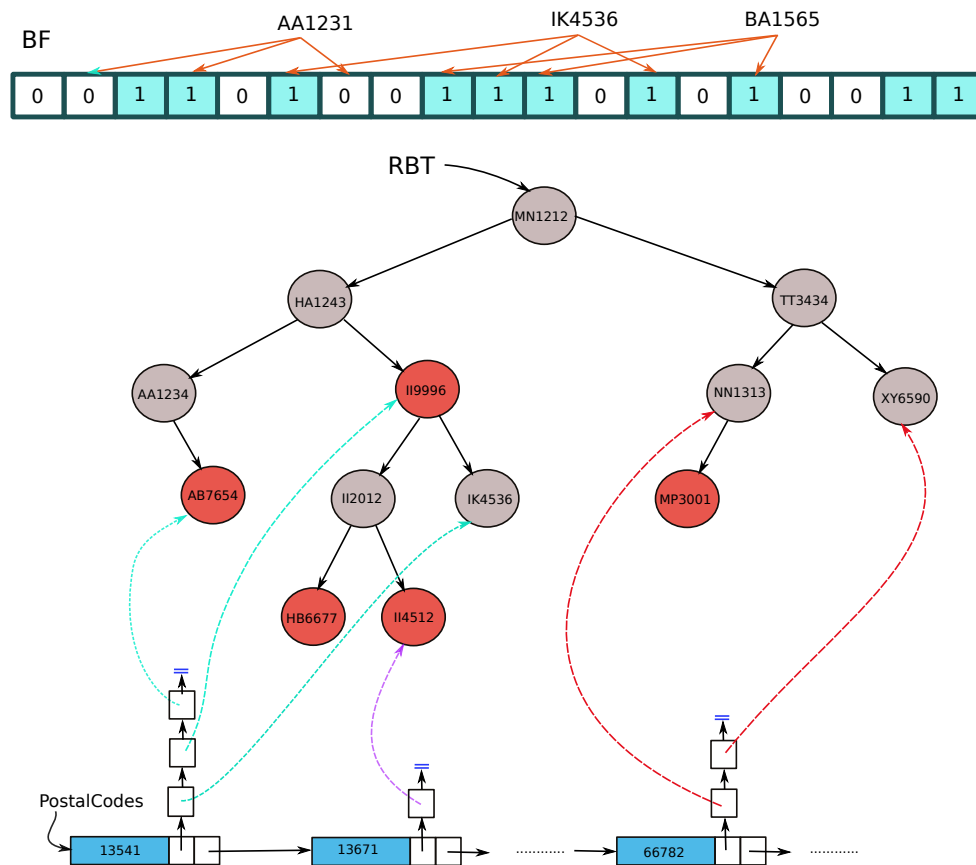 AA1231 IK4536 BA1565
BF
0 0 1 1 0 1 0 0 1 1 1 0 1 0 1 0 0 1 1
RBT
MN1212
HA1243 TT3434
AA1234 II9996 NN1313 XY6590
AB7654 II2012 IK4536 MP3001
HB6677 II4512
PostalCodes
13541 13671 ............ 66782 ............